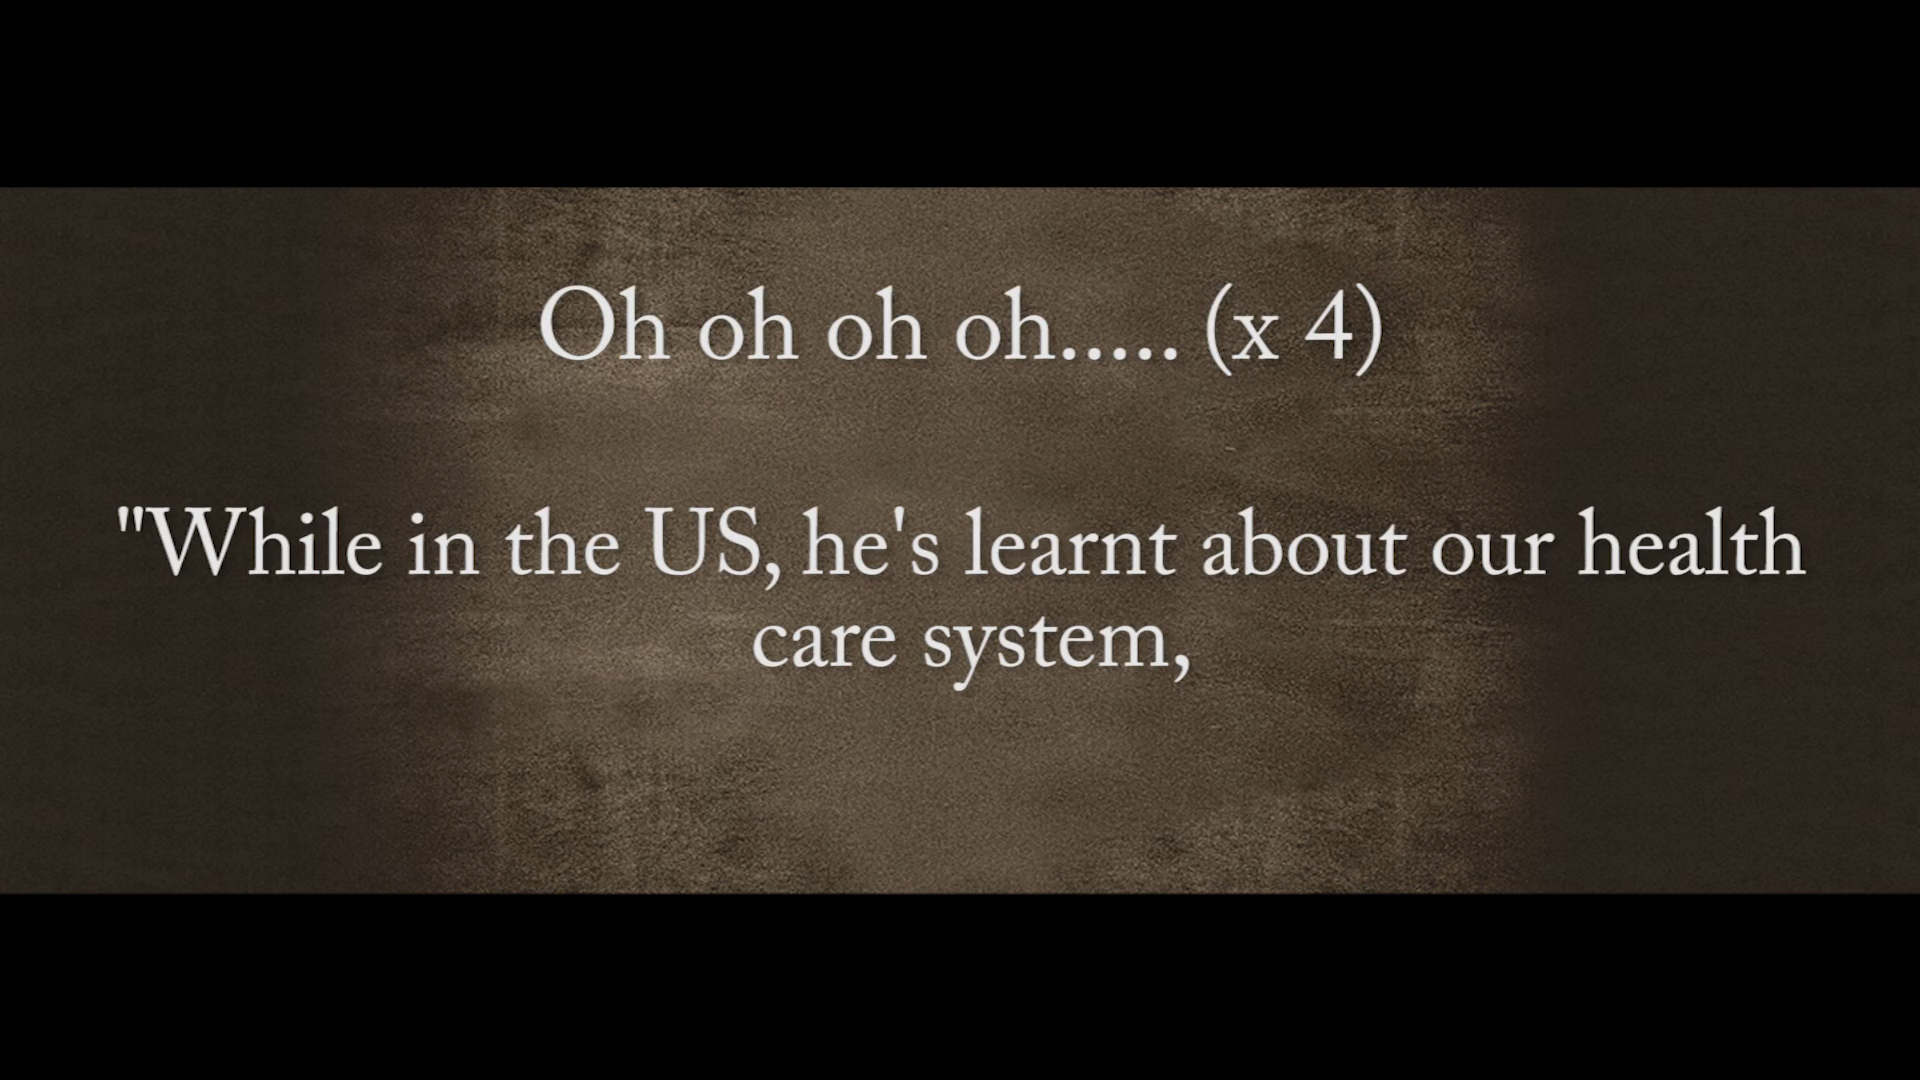 Oh oh oh oh..... (x 4)
"While in the US, he's learnt about our health
care system,